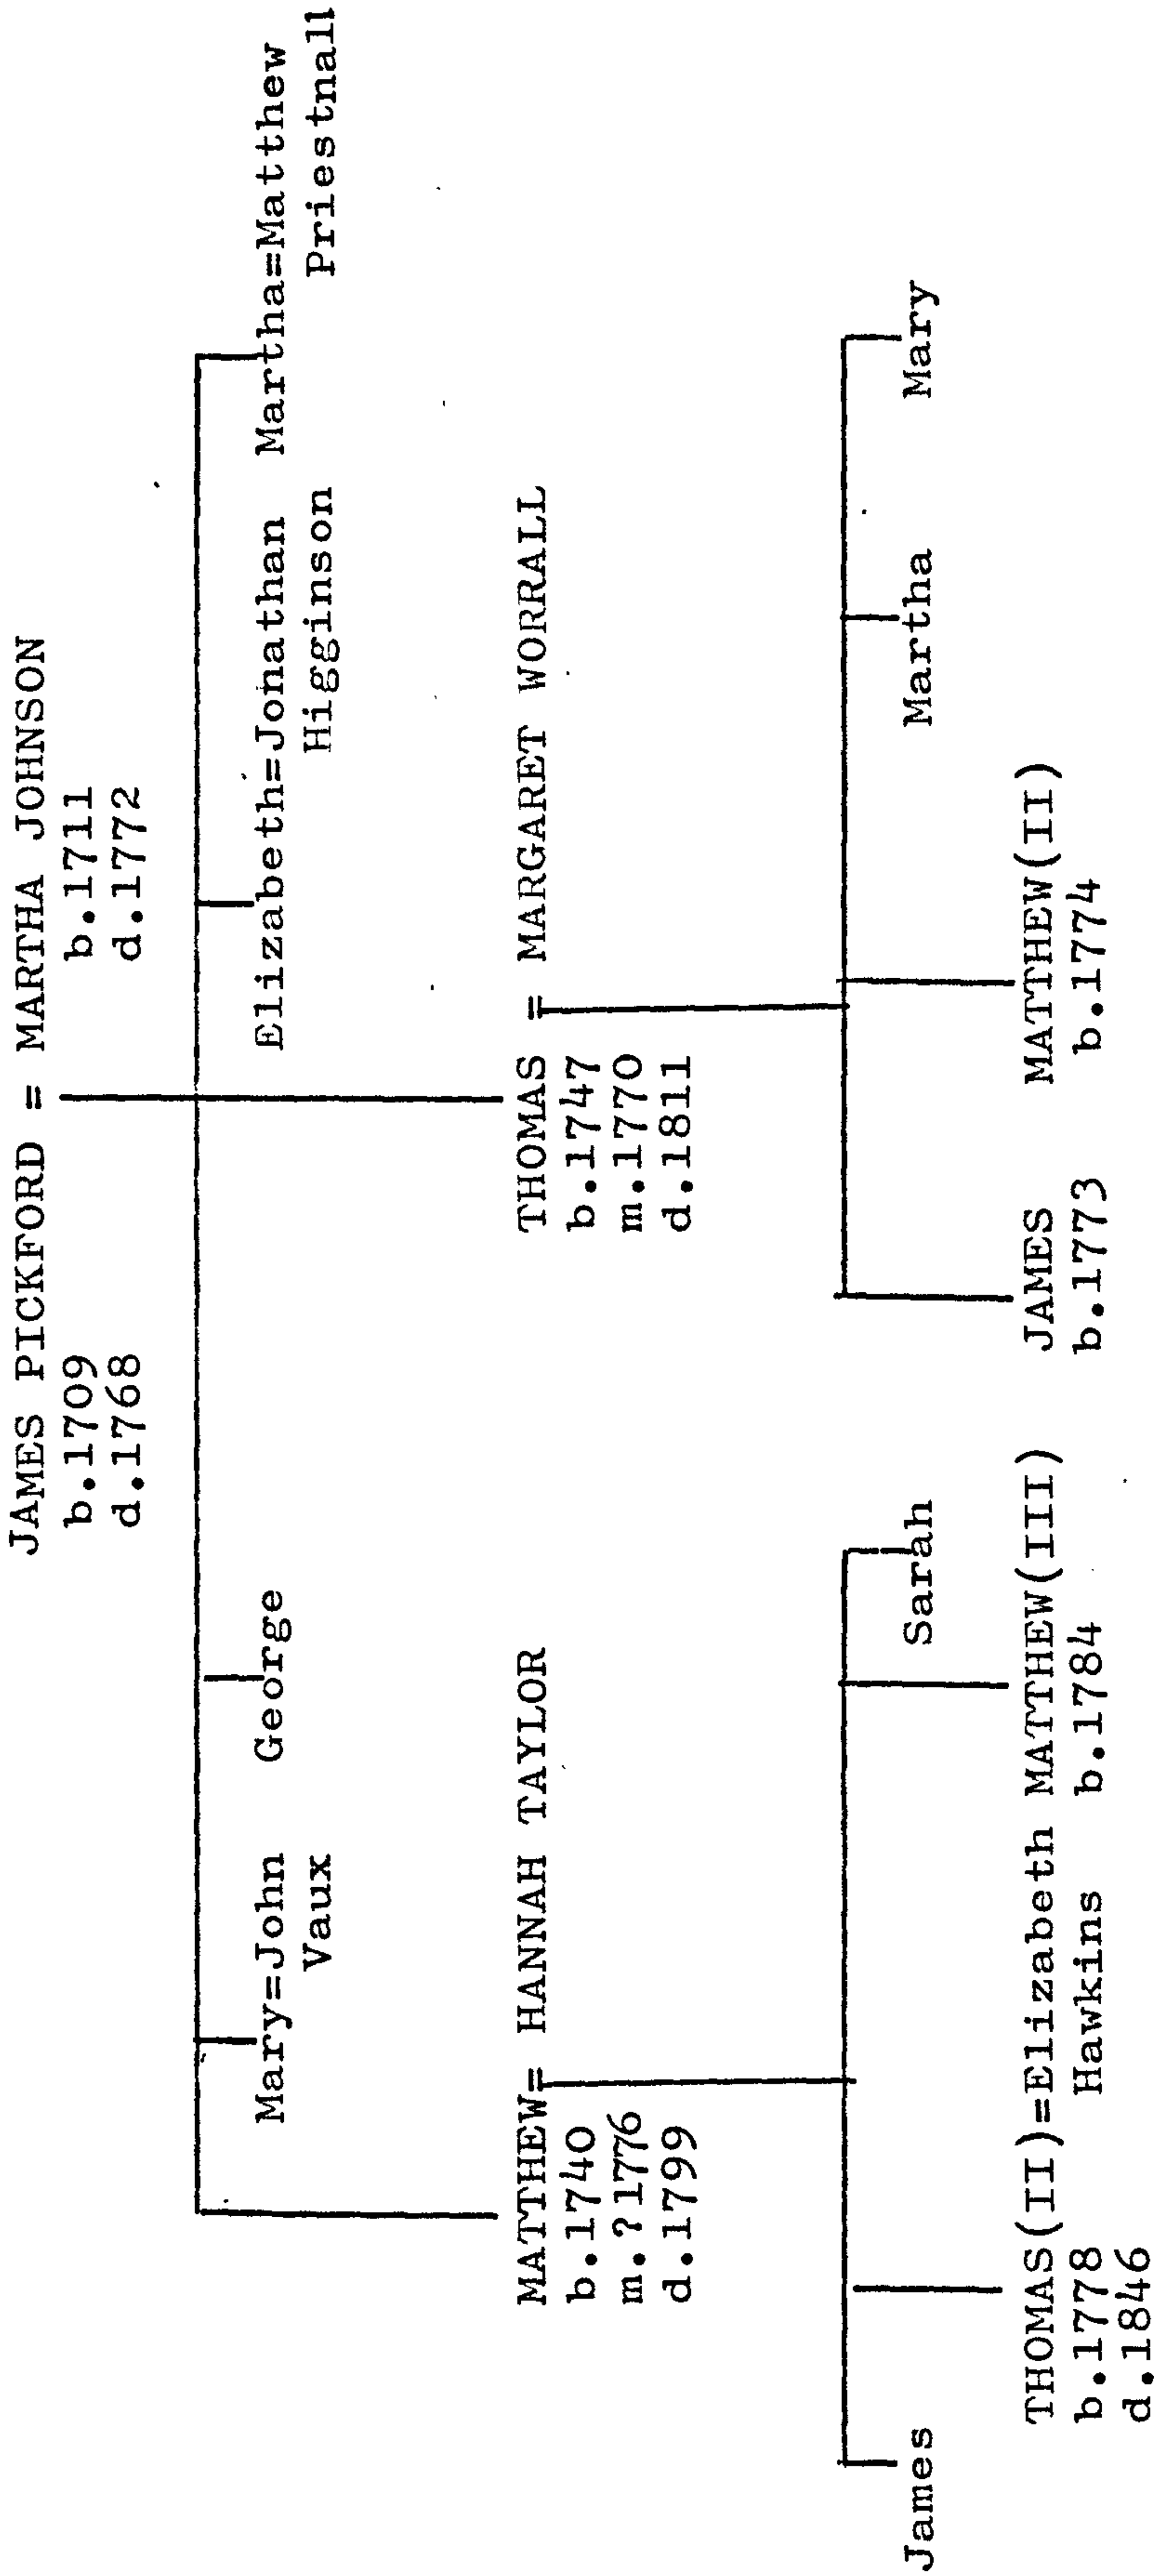 JAMES PICKFORD = MARTHA JOHNSON
b.1709 b.1711
d.1768 d.1772
Mary=John George Elizabeth=Jonathan Martha=Matthew
Vaux Higginson Priestnall
MATTHEW= HANNAH TAYLOR THOMAS = MARGARET WORRALL
b.1740 b.1747
m.?1776 m.1770
d.1799 d.1811
James Sarah Martha Mary
THOMAS(II)=Elizabeth MATTHEW(III) JAMES MATTHEW(II)
b.1778 Hawkins b.1784 b.1773 b.1774
d.1846